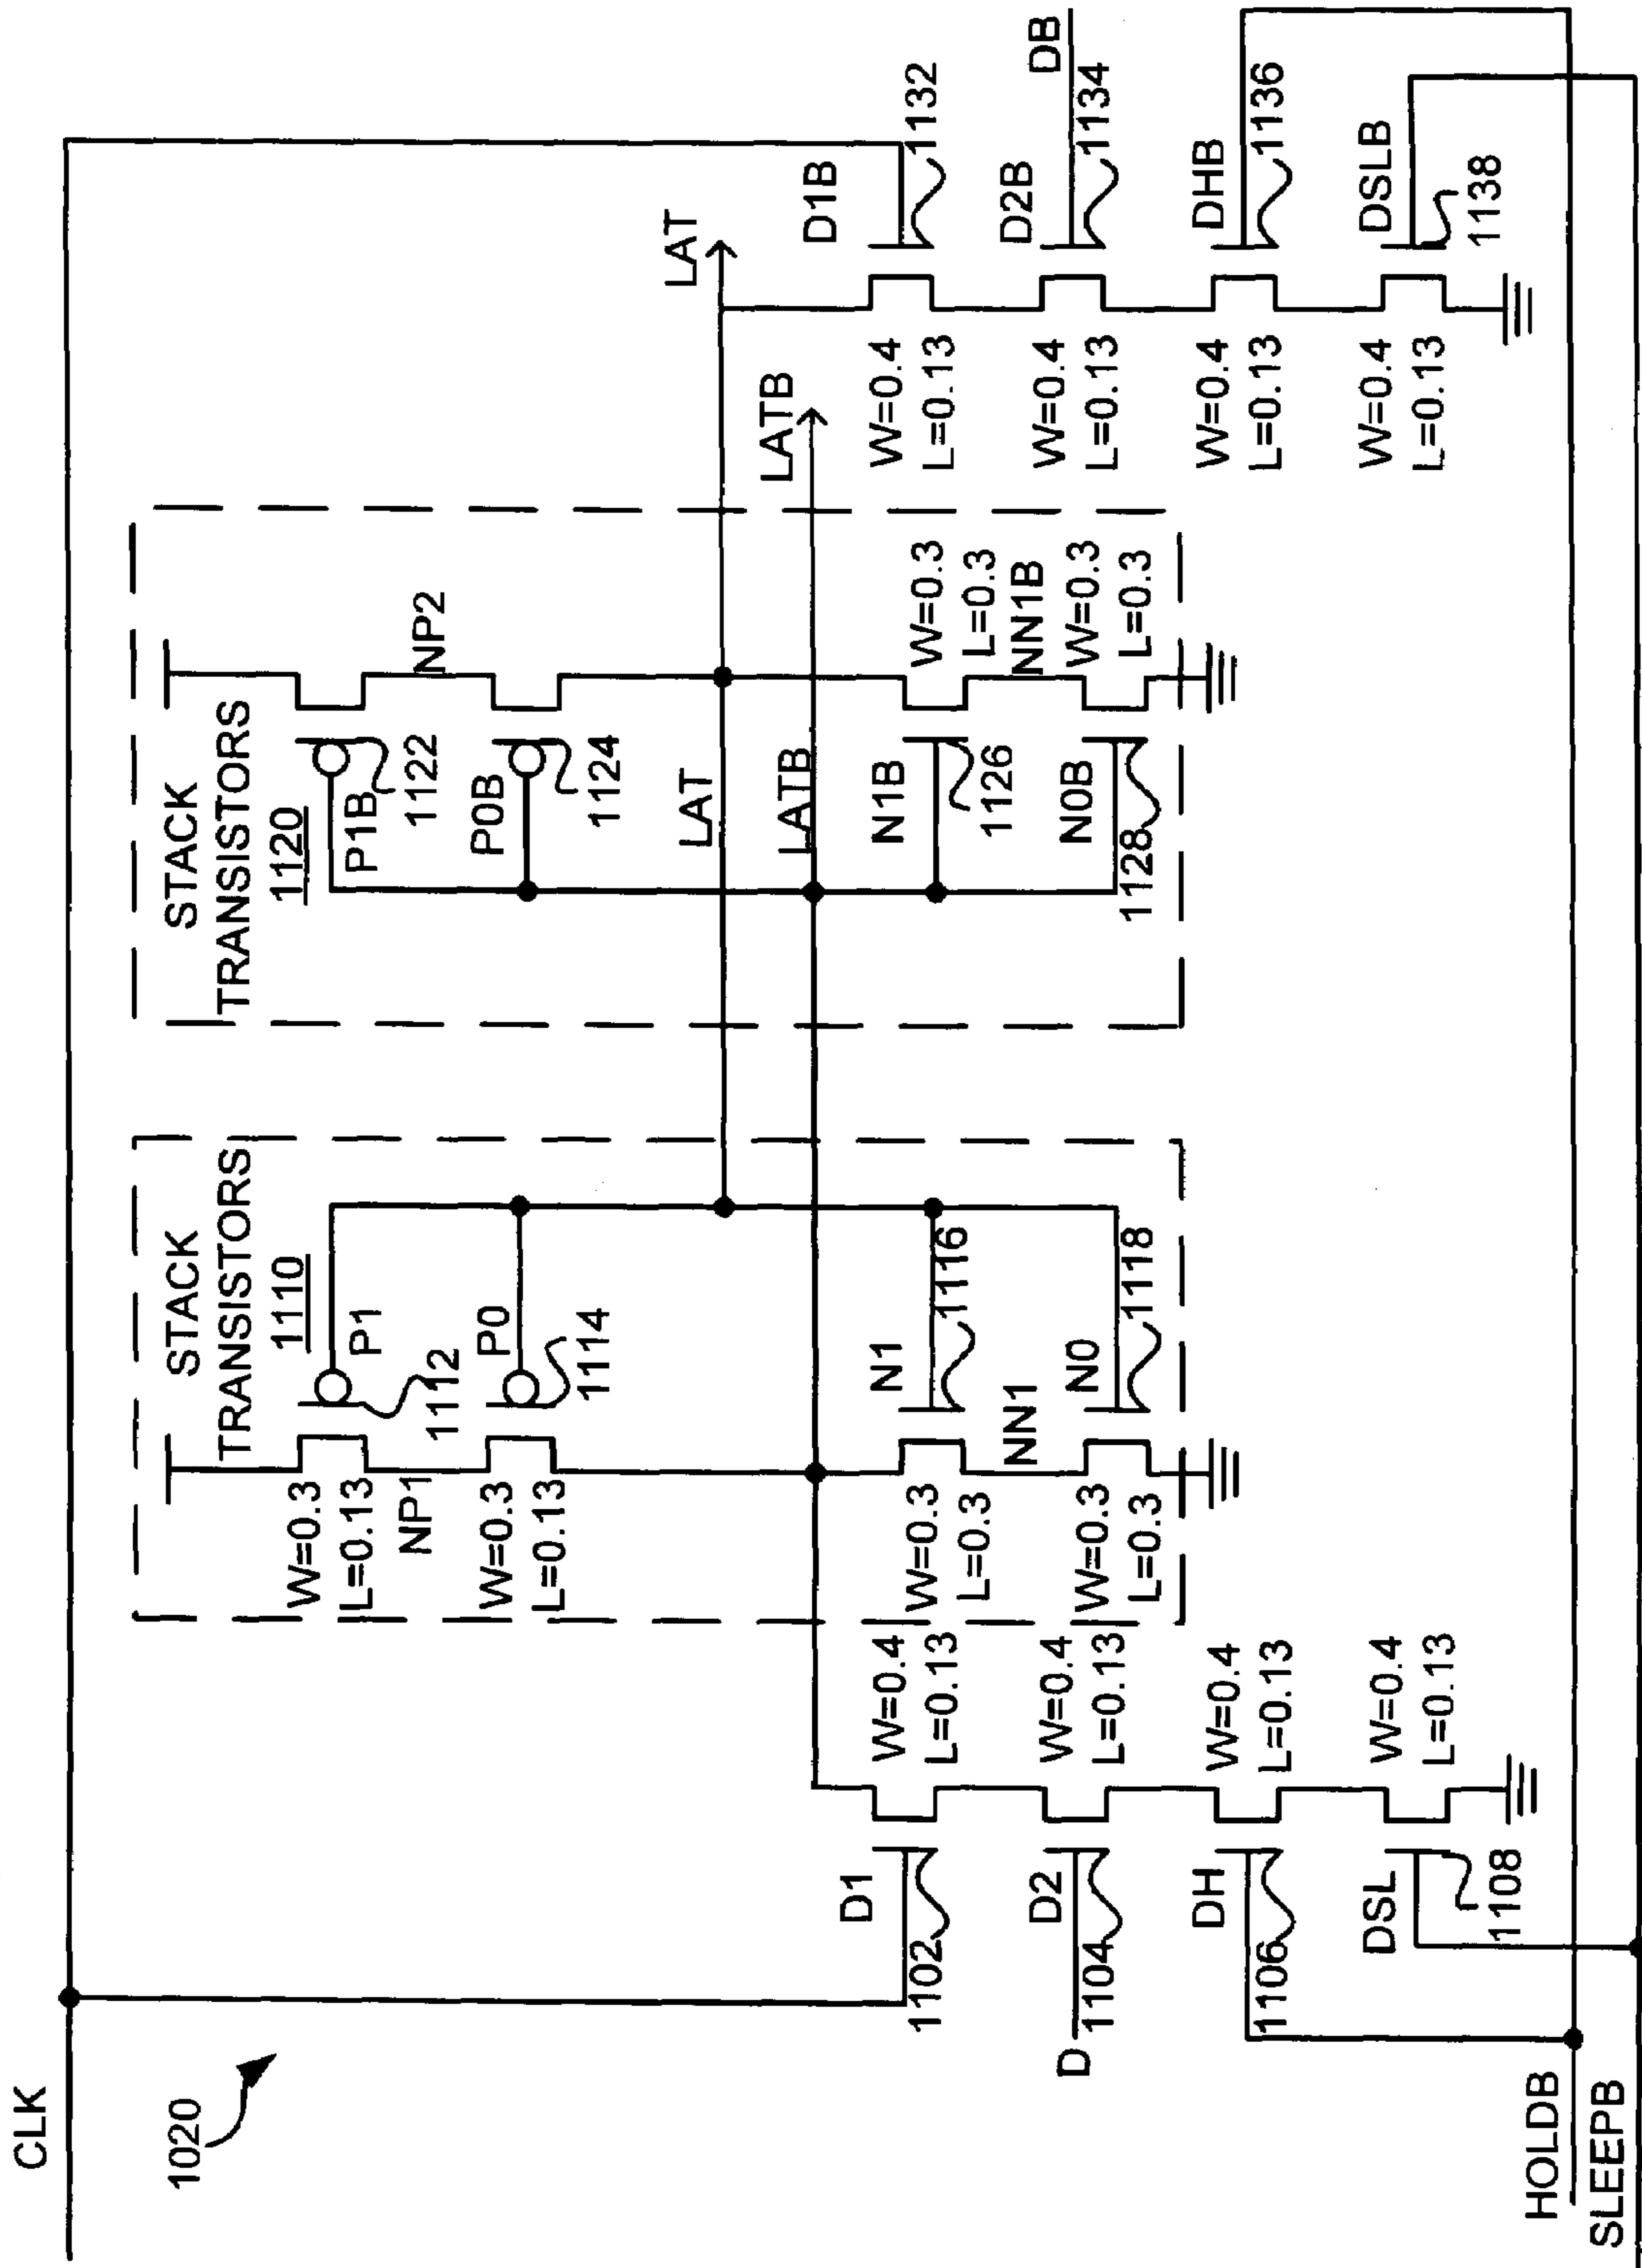 CLK
1020
STACK
TRANSISTORS
1110
P1
1112
W=0.3
L=0.13
NP1
P0
1114
W=0.3
L=0.13
N1
1116
W=0.3
L=0.3
NN1
N0
1118
W=0.3
L=0.3
STACK
TRANSISTORS
1120
P1B
1122
NP2
P0B
1124
LAT
LATB
N1B
1126
W=0.3
L=0.3
NN1B
N0B
1128
W=0.3
L=0.3
LAT
LATB
D1
1102
W=0.4
L=0.13
D
D2
1104
W=0.4
L=0.13
DH
1106
W=0.4
L=0.13
DSL
1108
W=0.4
L=0.13
D1B
1132
W=0.4
L=0.13
DB
D2B
1134
W=0.4
L=0.13
DHB
1136
W=0.4
L=0.13
DSLB
1138
W=0.4
L=0.13
HOLDB
SLEEPB